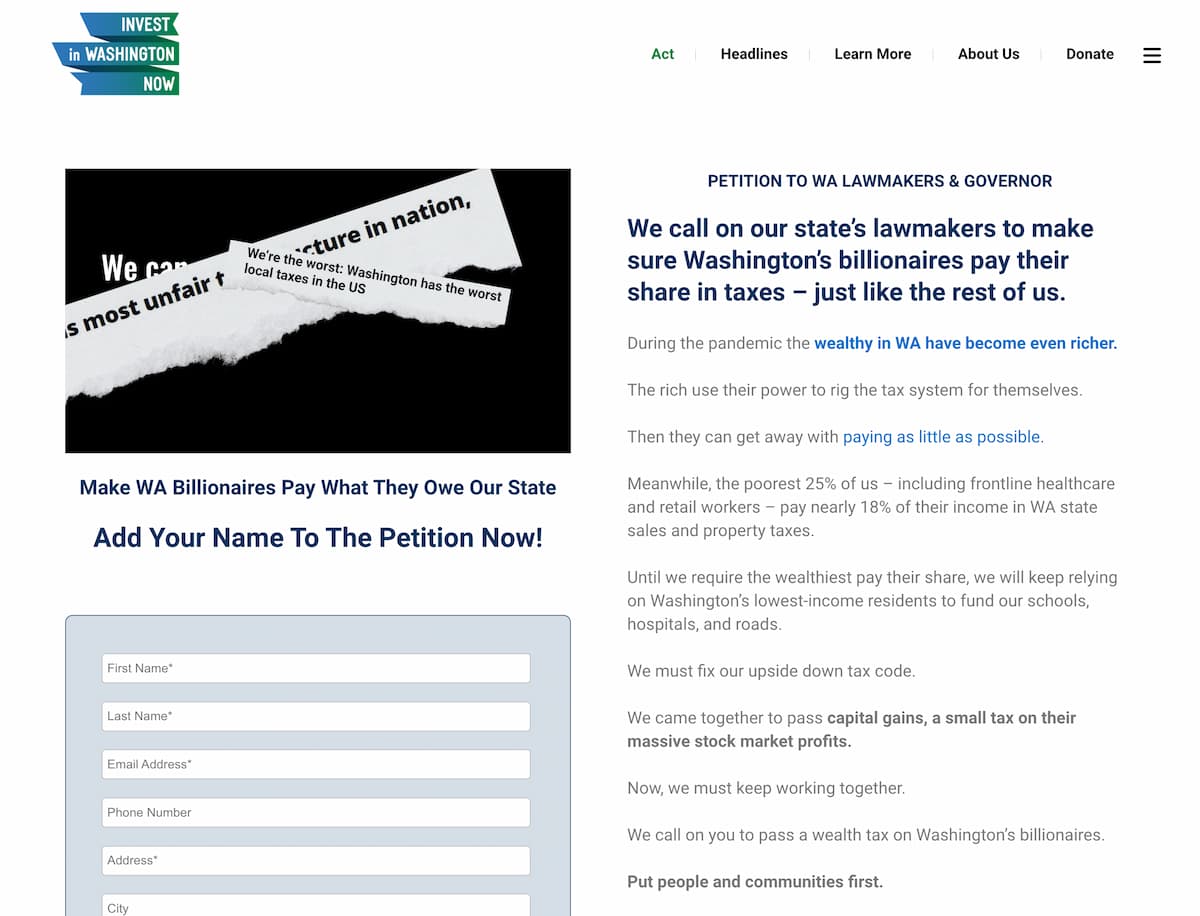 INVEST
in WASHINGTON
NOW
Act
Headlines
Learn More
About Us
Donate
We can
cture in nation,
s most unfair t
We're the worst: Washington has the worst
local taxes in the US
Make WA Billionaires Pay What They Owe Our State
Add Your Name To The Petition Now!
First Name*
Last Name*
Email Address*
Phone Number
Address*
City
PETITION TO WA LAWMAKERS & GOVERNOR
We call on our state’s lawmakers to make
sure Washington’s billionaires pay their
share in taxes – just like the rest of us.
During the pandemic the wealthy in WA have become even richer.
The rich use their power to rig the tax system for themselves.
Then they can get away with paying as little as possible.
Meanwhile, the poorest 25% of us – including frontline healthcare
and retail workers – pay nearly 18% of their income in WA state
sales and property taxes.
Until we require the wealthiest pay their share, we will keep relying
on Washington’s lowest-income residents to fund our schools,
hospitals, and roads.
We must fix our upside down tax code.
We came together to pass capital gains, a small tax on their
massive stock market profits.
Now, we must keep working together.
We call on you to pass a wealth tax on Washington’s billionaires.
Put people and communities first.